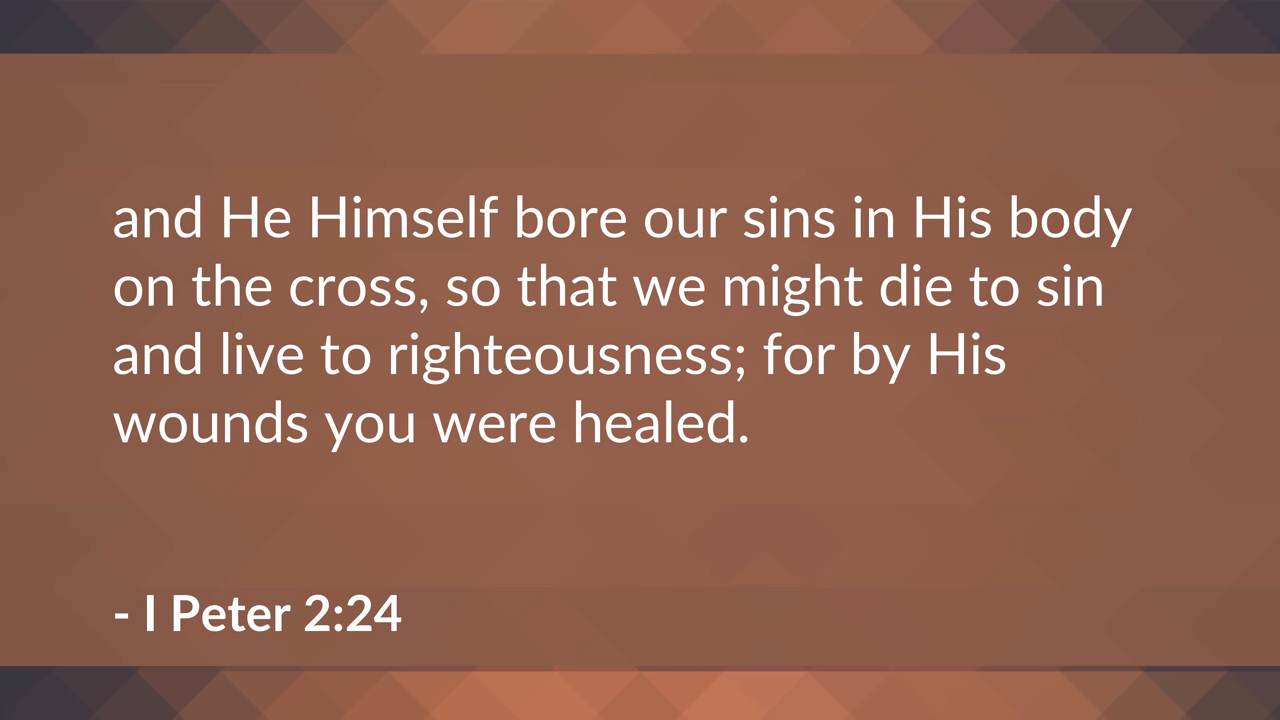 and He Himself bore our sins in His body
on the cross, so that we might die to sin
and live to righteousness; for by His
wounds you were healed.
- I Peter 2:24